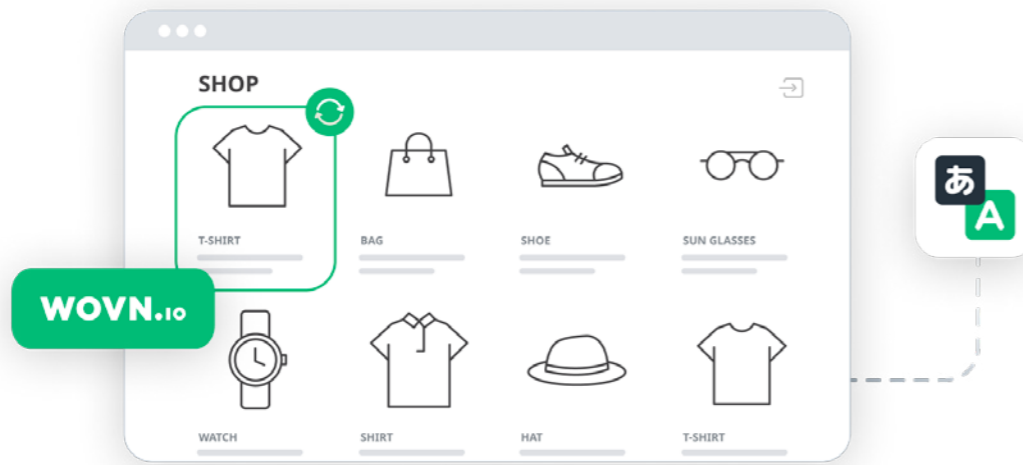 SHOP
T-SHIRT
BAG
SHOE
SUN GLASSES
WOVN.io
WATCH
SHIRT
HAT
T-SHIRT
あ
A